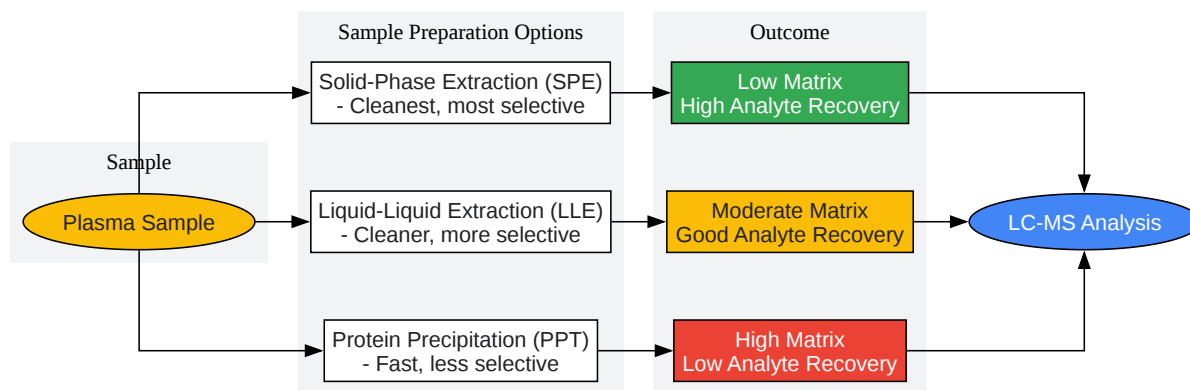 Sample Preparation Options
Outcome
Solid-Phase Extraction (SPE)
- Cleanest, most selective
Low Matrix
High Analyte Recovery
Sample
Plasma Sample
Liquid-Liquid Extraction (LLE)
- Cleaner, more selective
Moderate Matrix
Good Analyte Recovery
LC-MS Analysis
Protein Precipitation (PPT)
- Fast, less selective
High Matrix
Low Analyte Recovery